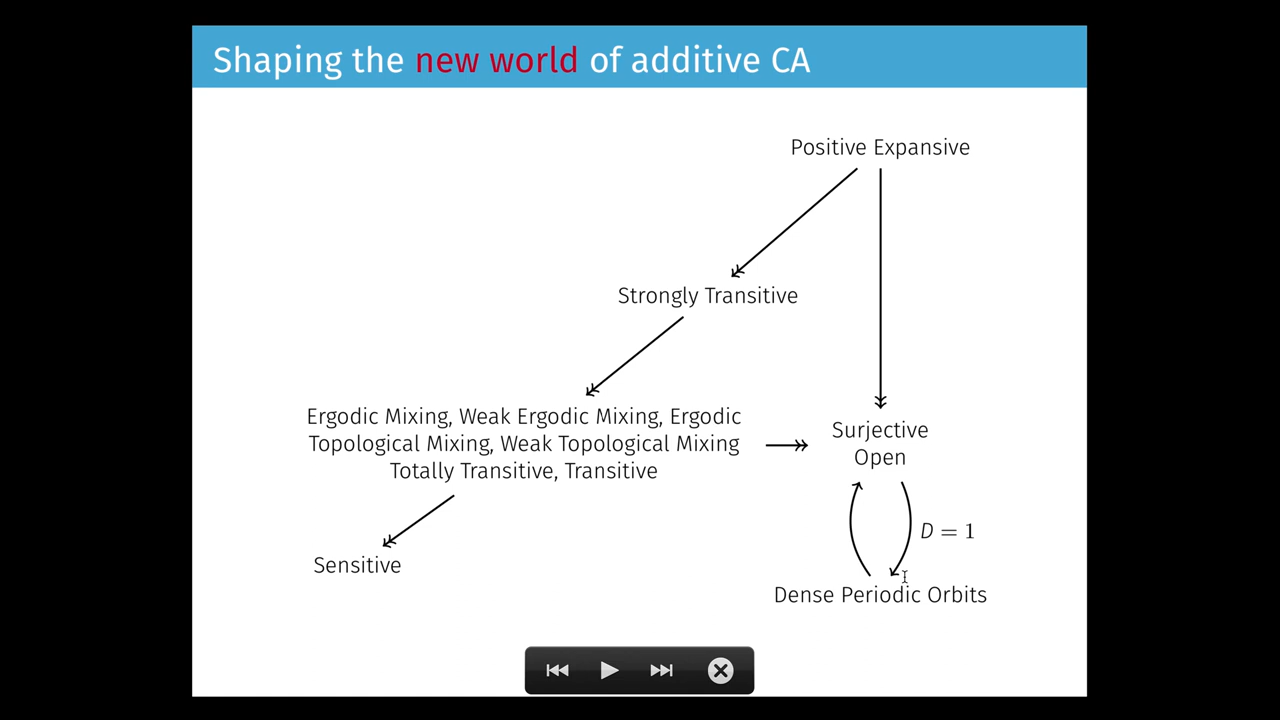 Shaping the new world of additive CA
Positive Expansive
Strongly Transitive
Ergodic Mixing, Weak Ergodic Mixing, Ergodic
Topological Mixing, Weak Topological Mixing
Totally Transitive, Transitive
Surjective
Open
D = 1
Sensitive
Dense Periodic Orbits